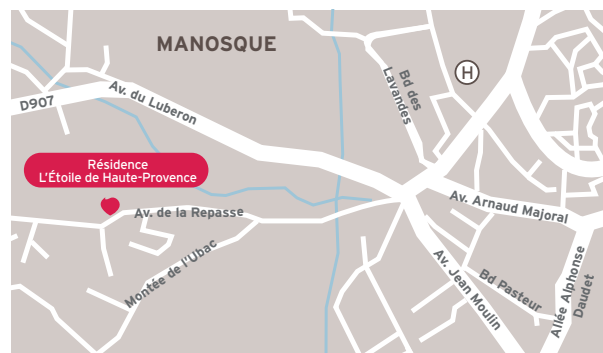 MANOSQUE
H
Bd des
Lavandes
D907
Av. du Luberon
Résidence
L'Étoile de Haute-Provence
Av. de la Repasse
Av. Arnaud Majoral
Montée de l'Ubac
Av. Jean Moulin
Bd Pasteur
Allée Alphonse
Daudet